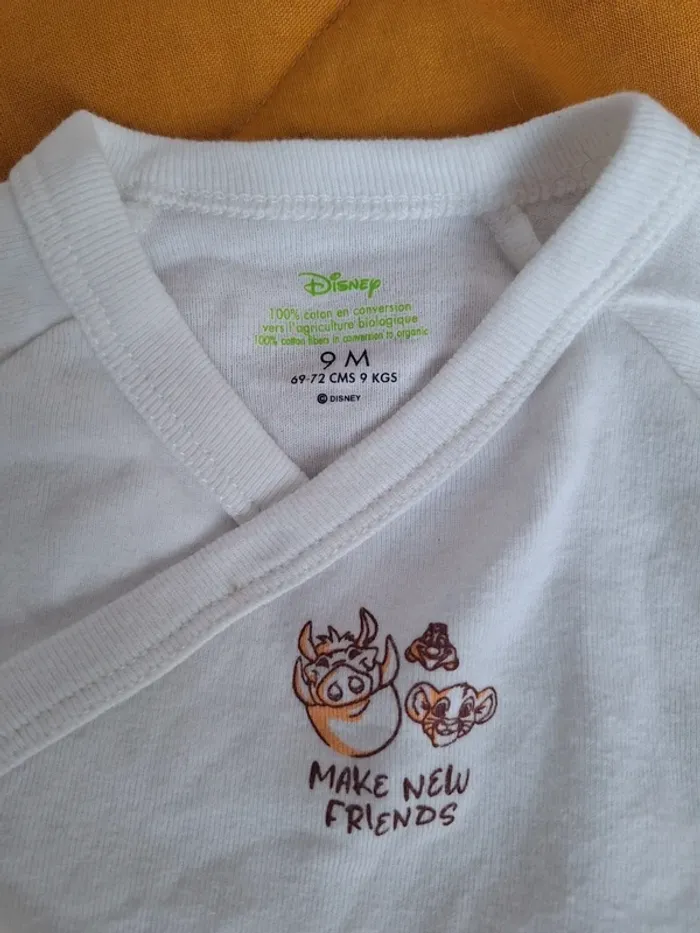 Disney
100% coton en conversion
vers l'agriculture biologique
100% cotton fibers in conversion to organic
9 M
69-72 CMS 9 KGS
© DISNEY
MAKE NEW
FRIENDS